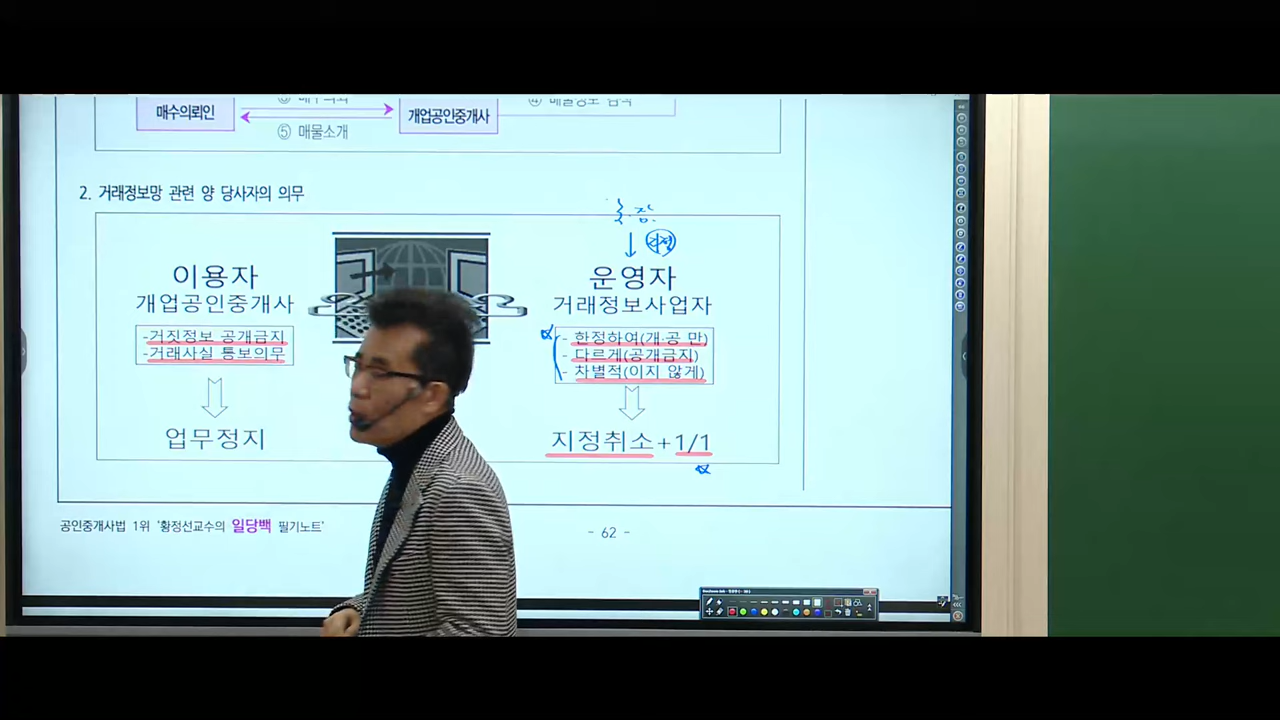 매수의뢰인
개업공인중개사
⑤ 매물소개
2. 거래정보망 관련 양 당사자의 의무
이용자
개업공인중개사
-거짓정보 공개금지
-거래사실 통보의무
업무정지
운영자
거래정보사업자
- 한정하여(개.공 만)
- 다르게(공개금지)
- 차별적(이지 않게)
지정취소+1/1
공인중개사법 1위 '황정선교수의 일당백 필기노트'
- 62 -